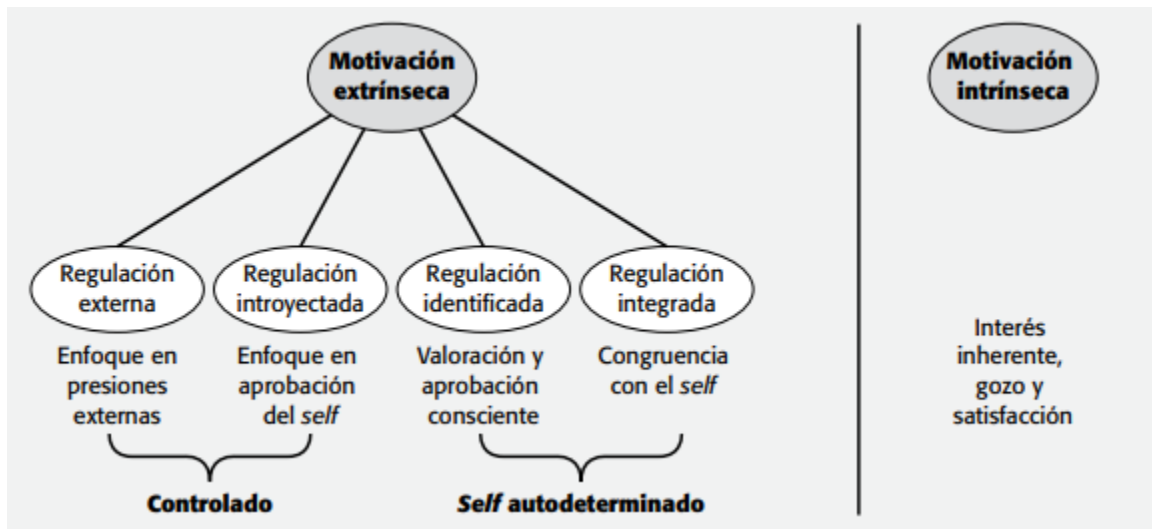 Motivación
extrínseca
Motivación
intrínseca
Regulación
externa
Regulación
introyectada
Regulación
identificada
Regulación
integrada
Enfoque en
presiones
externas
Enfoque en
aprobación
del self
Valoración y
aprobación
consciente
Congruencia
con el self
Interés
inherente,
gozo y
satisfacción
Controlado
Self autodeterminado